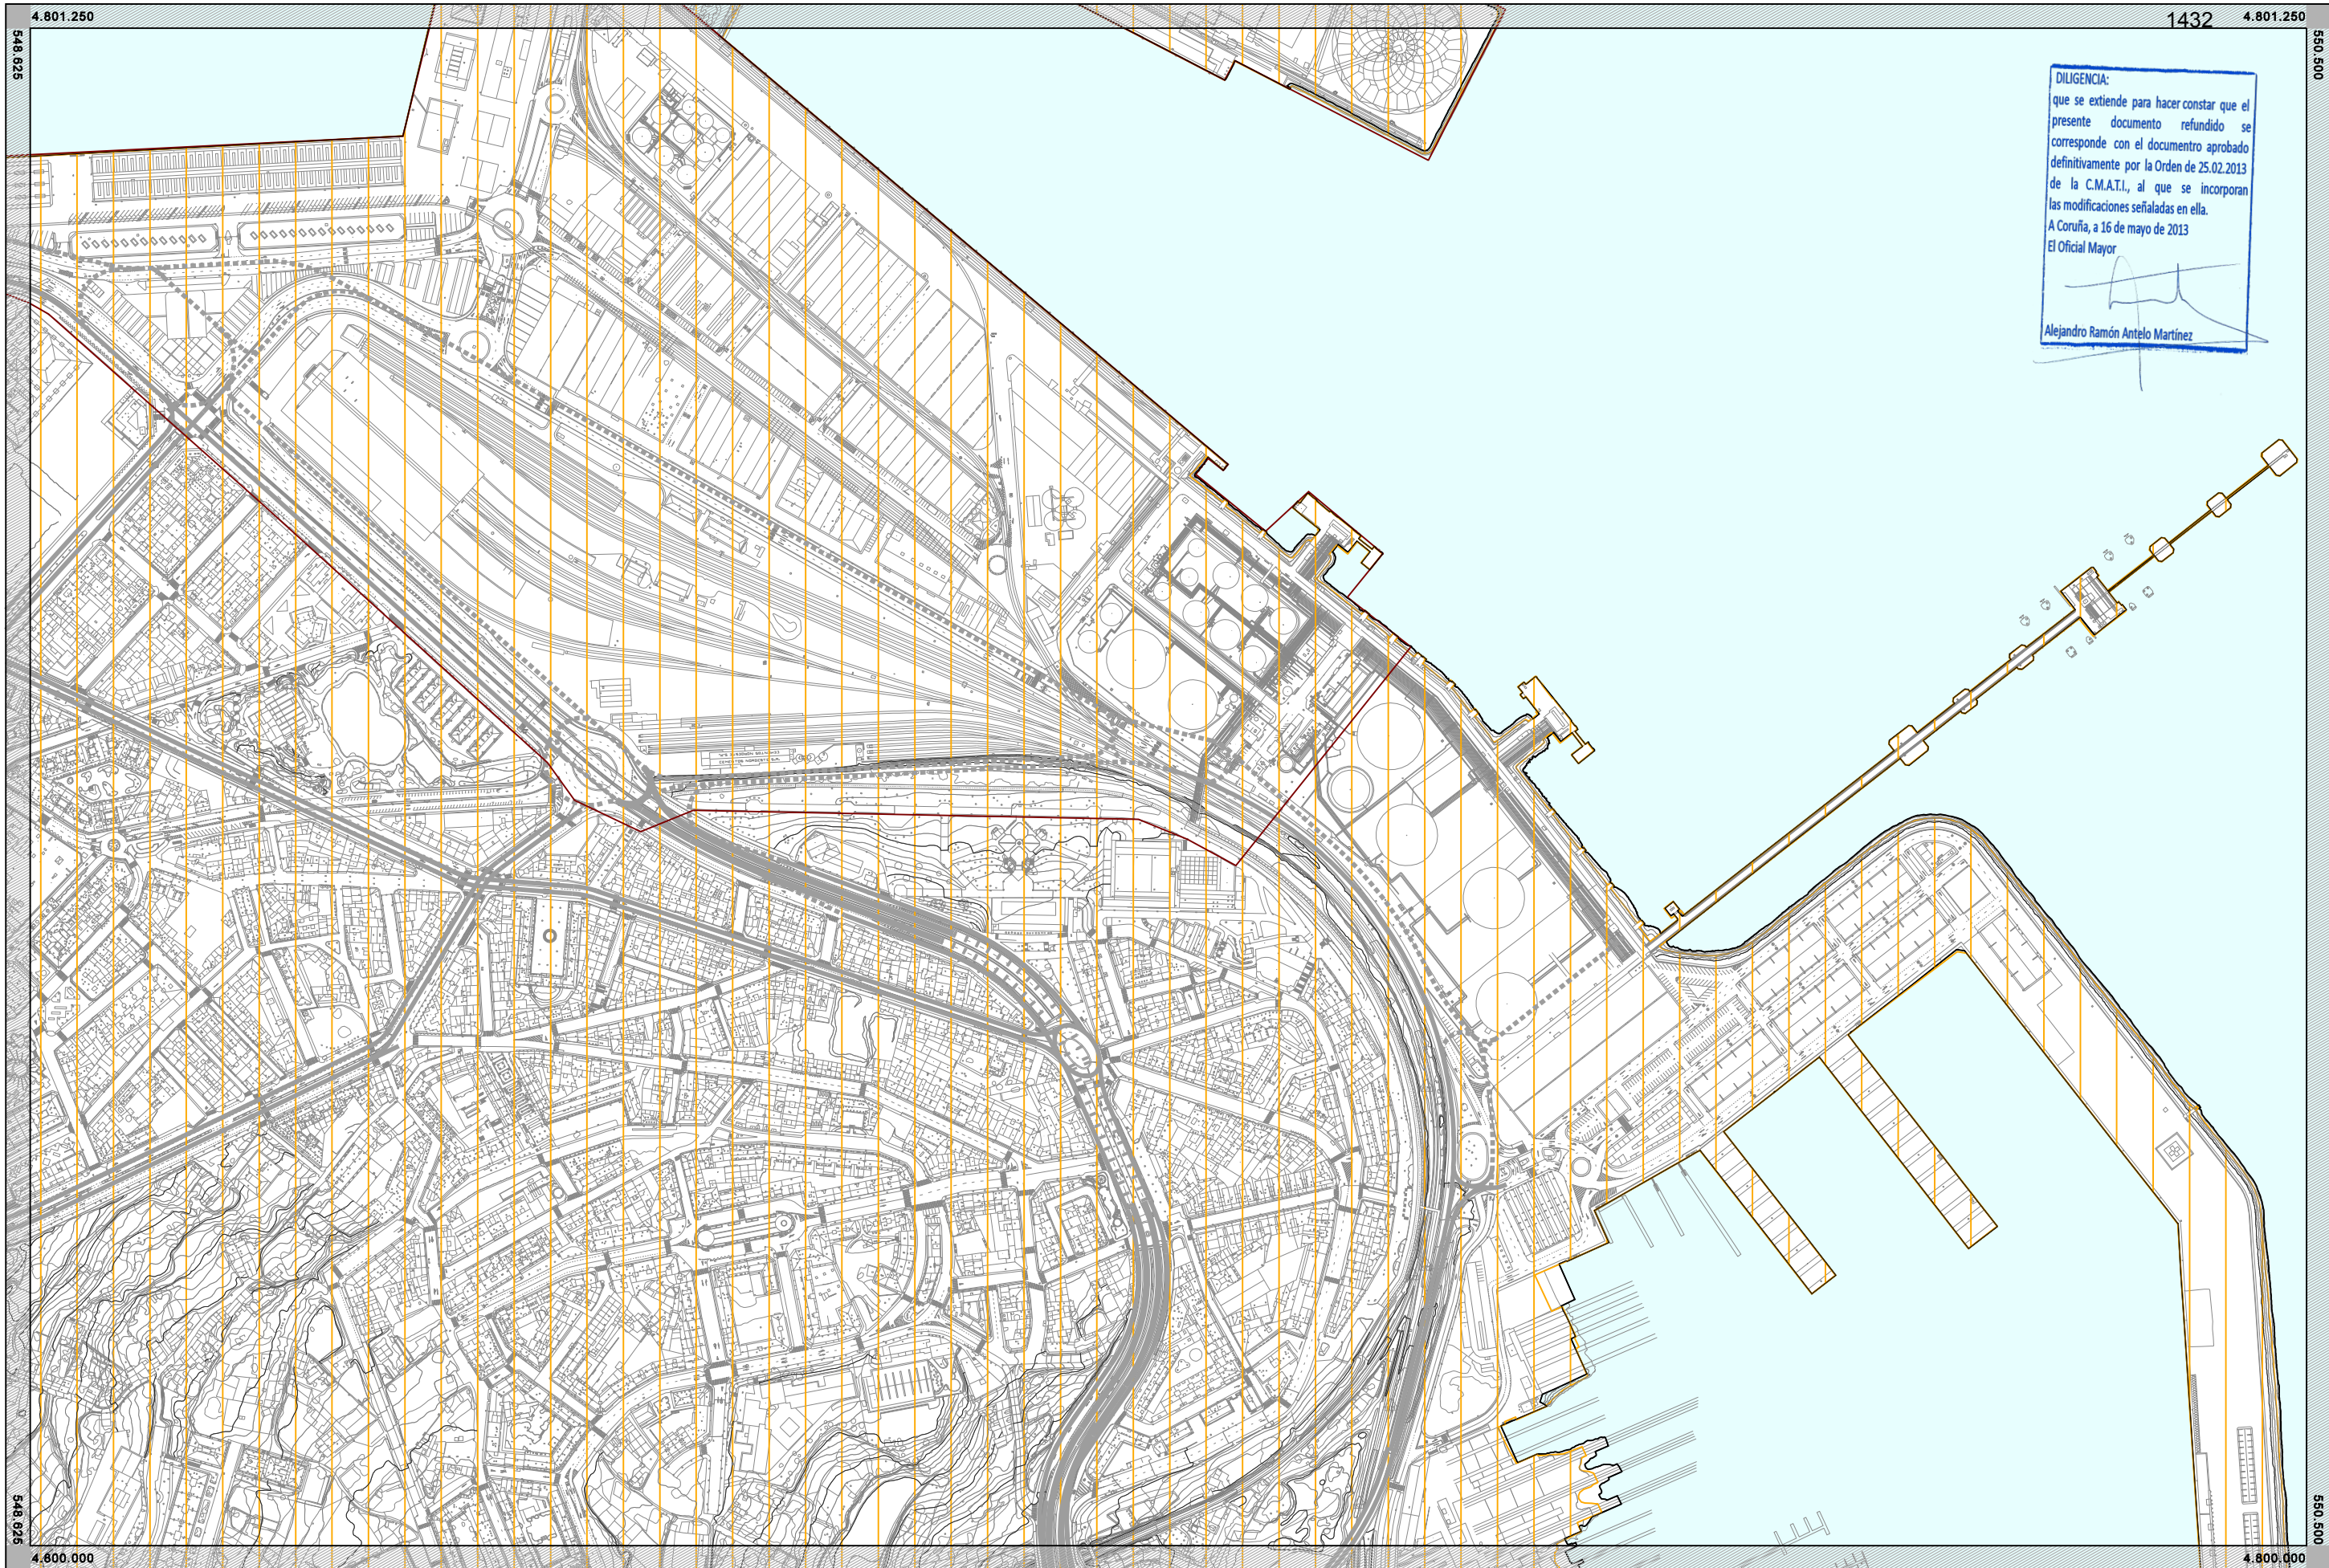 4.801.250
1432
4.801.250
548.625
550.500
DILIGENCIA:
que se extiende para hacer constar que el
presente documento refundido se
corresponde con el documentro aprobado
definitivamente por la Orden de 25.02.2013
de la C.M.A.T.I., al que se incorporan
las modificaciones señaladas en ella.
A Coruña, a 16 de mayo de 2013
El Oficial Mayor
Alejandro Ramón Antelo Martínez
548.625
550.500
4.600.000
4.800.000